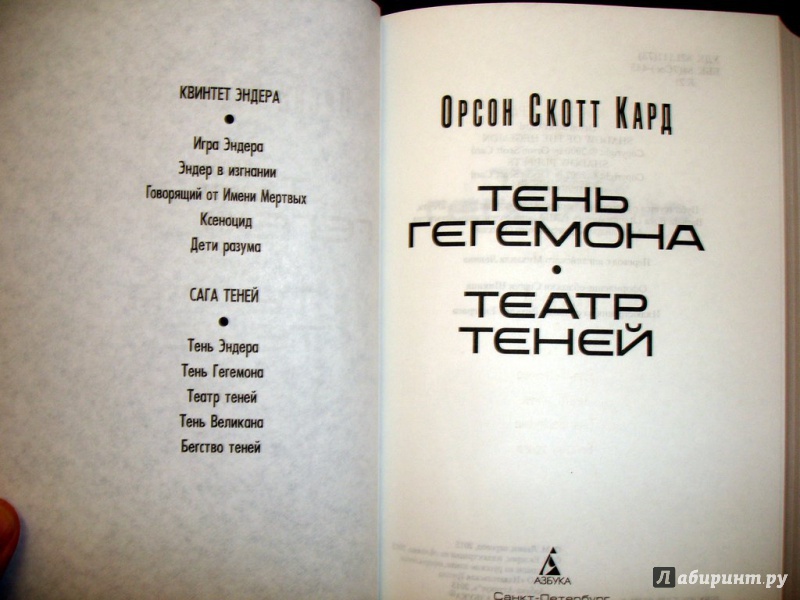 КВИНТЕТ ЭНДЕРА
Игра Эндера
Эндер в изгнании
Говорящий от Имени Мертвых
Ксеноцид
Дети разума
САГА ТЕНЕЙ
Тень Эндера
Тень Гегемона
Театр теней
Тень Великана
Бегство теней
Орсон Скотт Кард
ТЕНЬ
ГЕГЕМОНА
ТЕАТР
ТЕНЕЙ
АЗБУКА
Санкт-Петербург
Лабиринт.ру